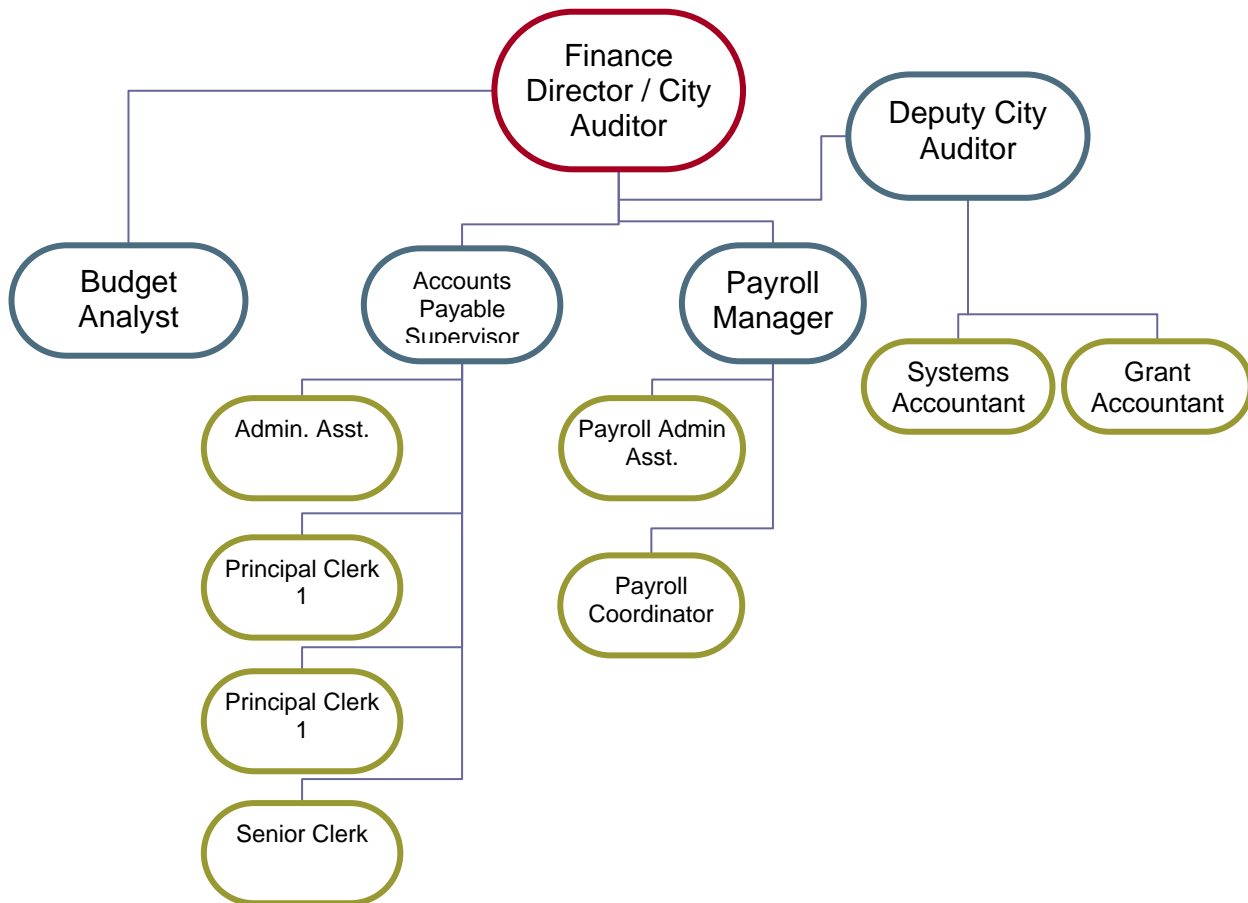 Finance
Director / City
Auditor
Deputy City
Auditor
Budget
Analyst
Accounts
Payable
Supervisor
Payroll
Manager
Systems
Accountant
Grant
Accountant
Admin. Asst.
Payroll Admin
Asst.
Principal Clerk
1
Payroll
Coordinator
Principal Clerk
1
Senior Clerk